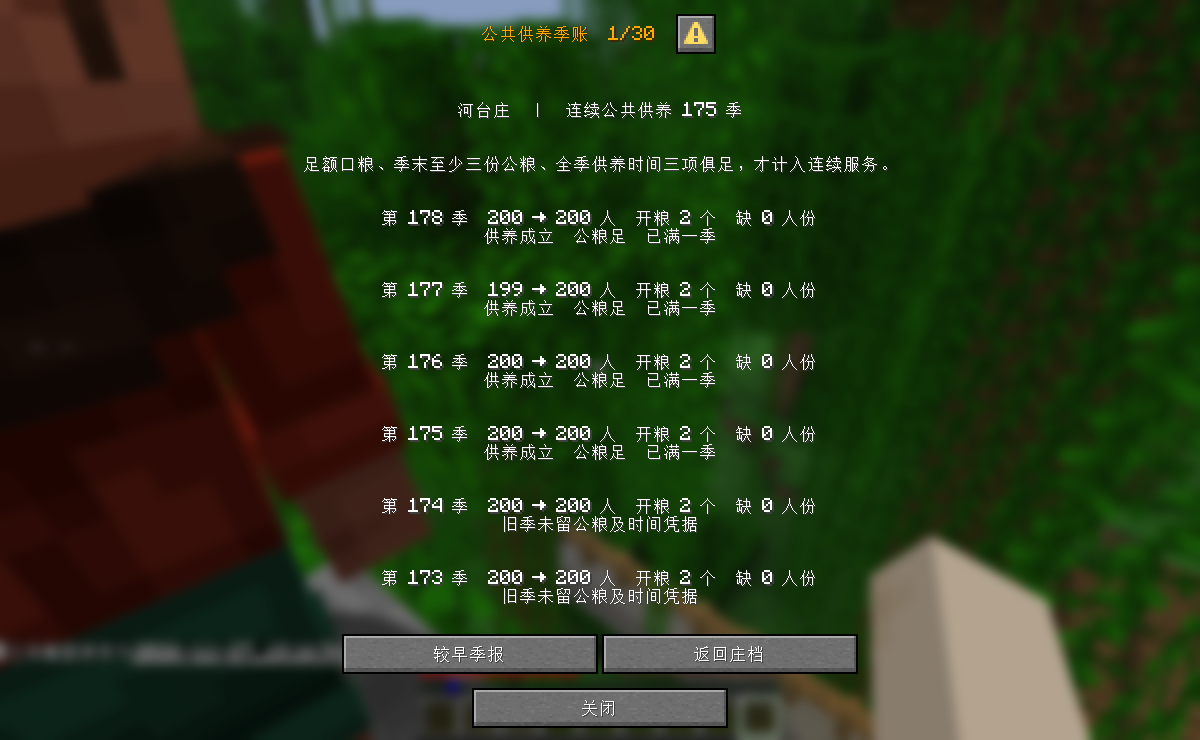 公共供养季账 1/30
河台庄 | 连续公共供养 175 季
足额口粮、季末至少三份公粮、全季供养时间三项俱足，才计入连续服务。
第 178 季 200 → 200 人 开粮 2 个 缺 0 人份
供养成立 公粮足 已满一季
第 177 季 199 → 200 人 开粮 2 个 缺 0 人份
供养成立 公粮足 已满一季
第 176 季 200 → 200 人 开粮 2 个 缺 0 人份
供养成立 公粮足 已满一季
第 175 季 200 → 200 人 开粮 2 个 缺 0 人份
供养成立 公粮足 已满一季
第 174 季 200 → 200 人 开粮 2 个 缺 0 人份
旧季未留公粮及时间凭据
第 173 季 200 → 200 人 开粮 2 个 缺 0 人份
旧季未留公粮及时间凭据
较早季报 返回庄档
关闭